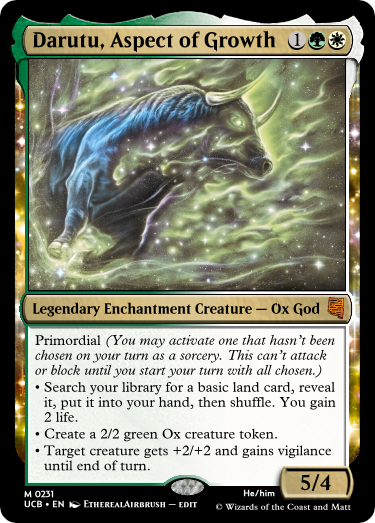 Darutu, Aspect of Growth 1
Legendary Enchantment Creature — Ox God
Primordial (You may activate one that hasn't been
chosen on your turn as a sorcery. This can't attack
or block until you start your turn with all chosen.)
• Search your library for a basic land card, reveal
it, put it into your hand, then shuffle. You gain
2 life.
• Create a 2/2 green Ox creature token.
• Target creature gets +2/+2 and gains vigilance
until end of turn.
5/4
M 0231 He/him
UCB • EN EtherealAirbrush — edit © Wizards of the Coast and Matt